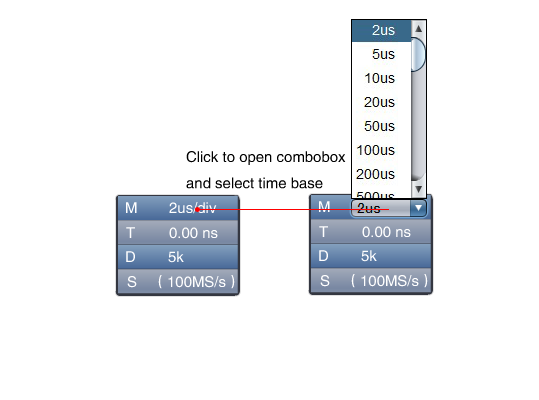 2us
5us
10us
20us
50us
100us
200us
500us
Click to open combobox
and select time base
M 2us/div
T 0.00 ns
D 5k
S ( 100MS/s )
M 2us
T 0.00 ns
D 5k
S ( 100MS/s )